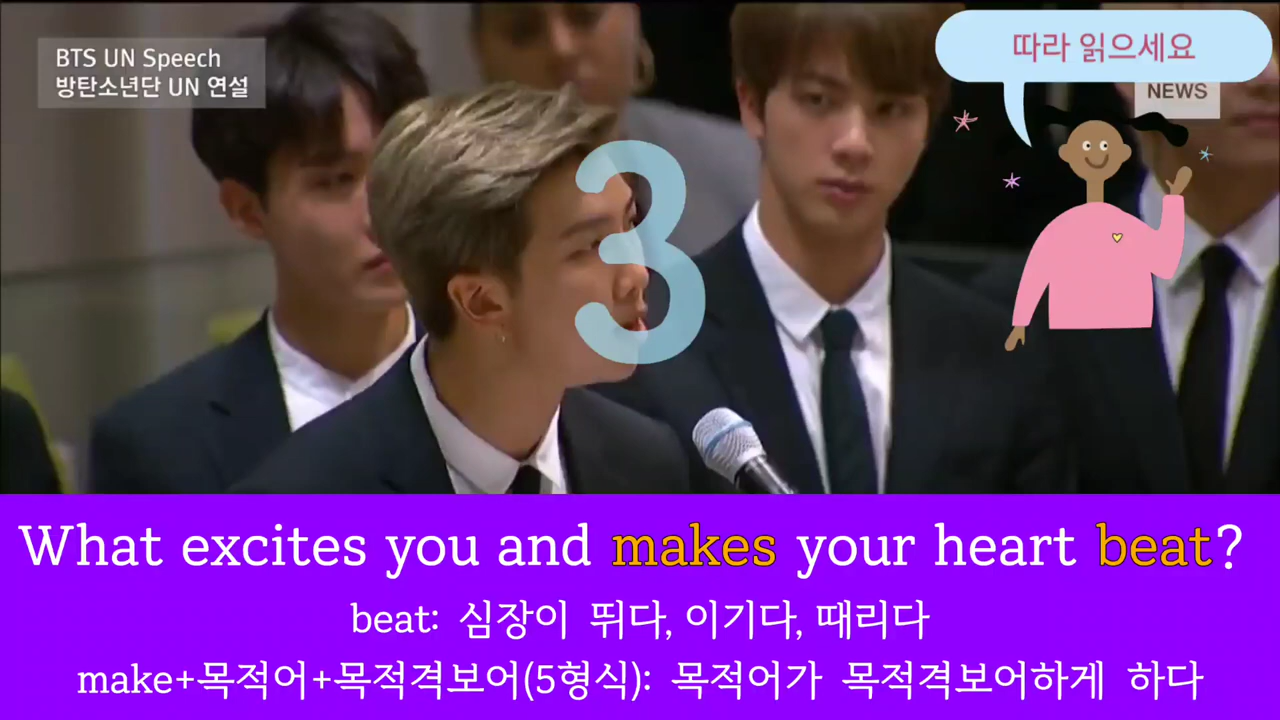 BTS UN Speech
방탄소년단 UN 연설
따라 읽으세요
NEWS
3
What excites you and makes your heart beat?
beat: 심장이 뛰다, 이기다, 때리다
make+목적어+목적격보어(5형식): 목적어가 목적격보어하게 하다